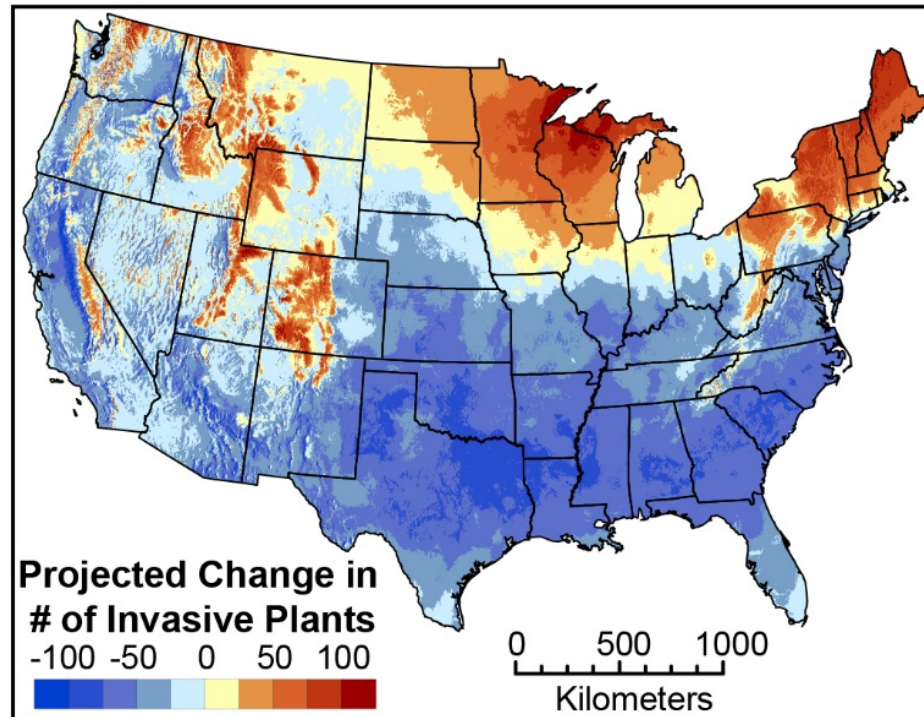 Projected Change in
# of Invasive Plants
-100 -50 0 50 100
0 500 1000
Kilometers